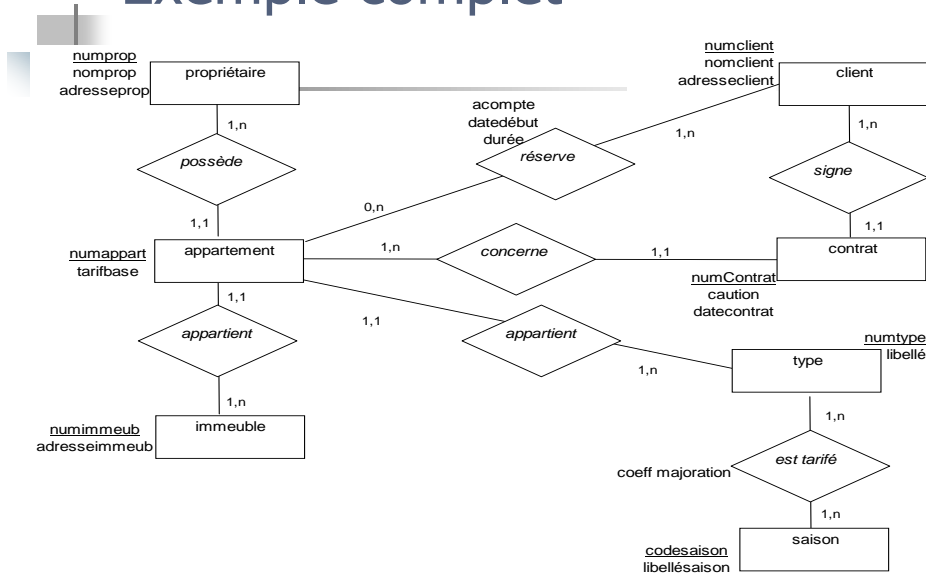 Exemple complet
numprop
nomprop
adresseprop
propriétaire
1,n
possède
1,1
numappart
tarifbase
appartement
1,1
appartient
1,n
numimmeub
adresseimmeub
immeuble
acompte
datedébut
durée
réserve
0,n
1,n
numclient
nomclient
adresseclient
client
1,n
signe
1,1
contrat
1,n
concerne
1,1
numContrat
caution
datecontrat
1,1
appartient
1,n
numtype
libellé
type
1,n
coeff majoration
est tarifé
1,n
codesaison
libellésaison
saison